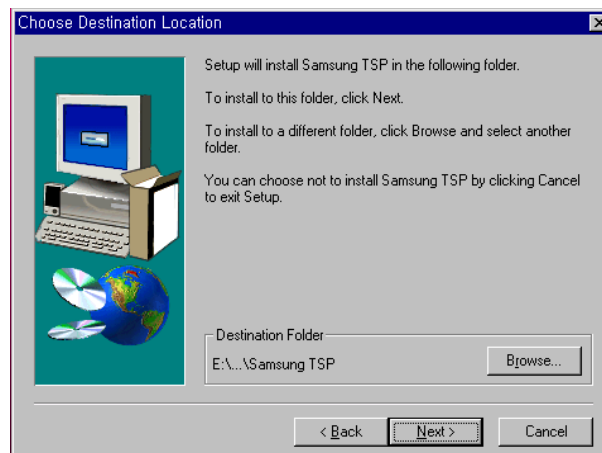 Choose Destination Location
Setup will install Samsung TSP in the following folder.
To install to this folder, click Next.
To install to a different folder, click Browse and select another
folder.
You can choose not to install Samsung TSP by clicking Cancel
to exit Setup.
Destination Folder
E:\...\Samsung TSP
Browse...
< Back
Next >
Cancel